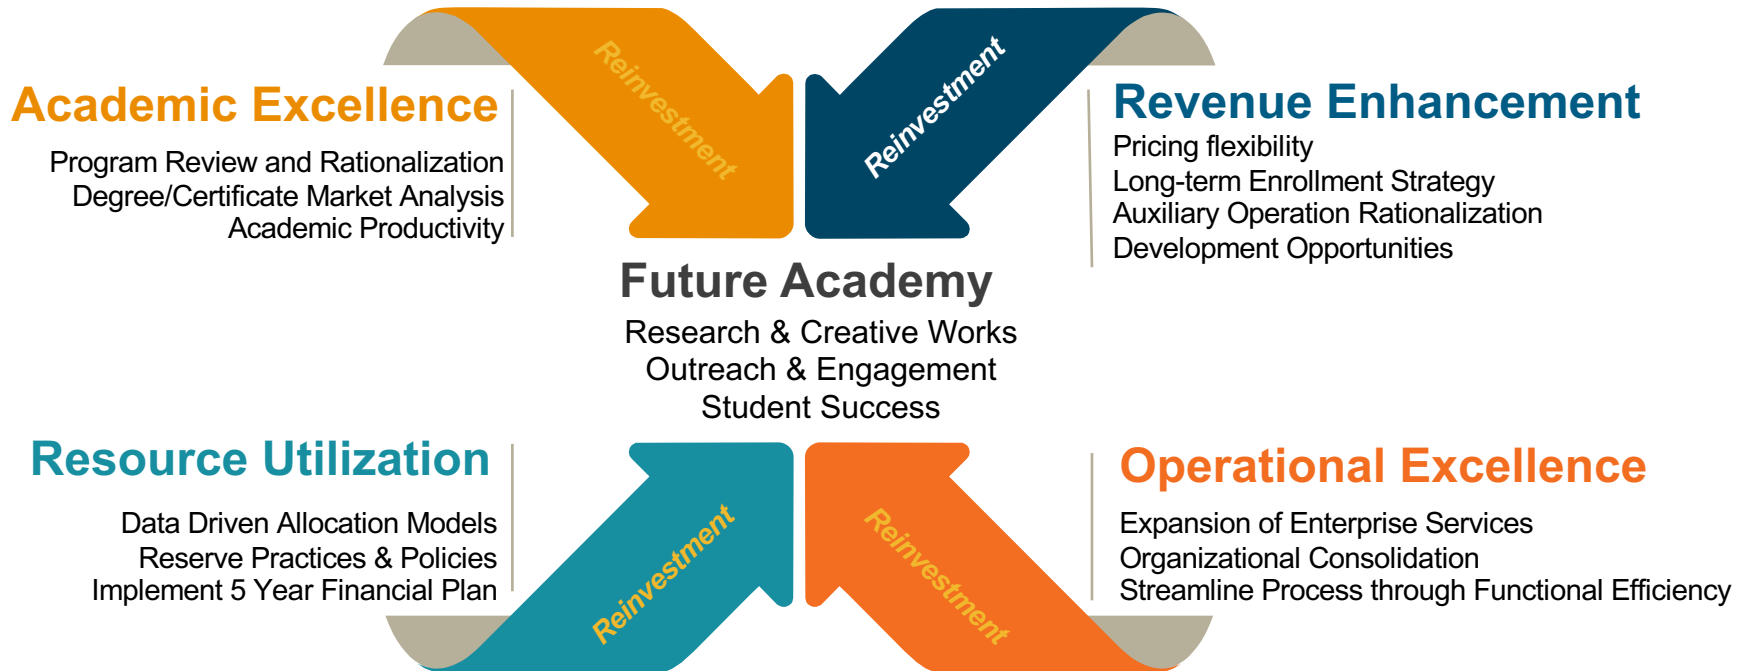 Reinvestment
Academic Excellence
Program Review and Rationalization
Degree/Certificate Market Analysis
Academic Productivity
Reinvestment
Revenue Enhancement
Pricing flexibility
Long-term Enrollment Strategy
Auxiliary Operation Rationalization
Development Opportunities
Future Academy
Research & Creative Works
Outreach & Engagement
Student Success
Resource Utilization
Data Driven Allocation Models
Reserve Practices & Policies
Implement 5 Year Financial Plan
Reinvestment
Operational Excellence
Expansion of Enterprise Services
Organizational Consolidation
Streamline Process through Functional Efficiency
Reinvestment